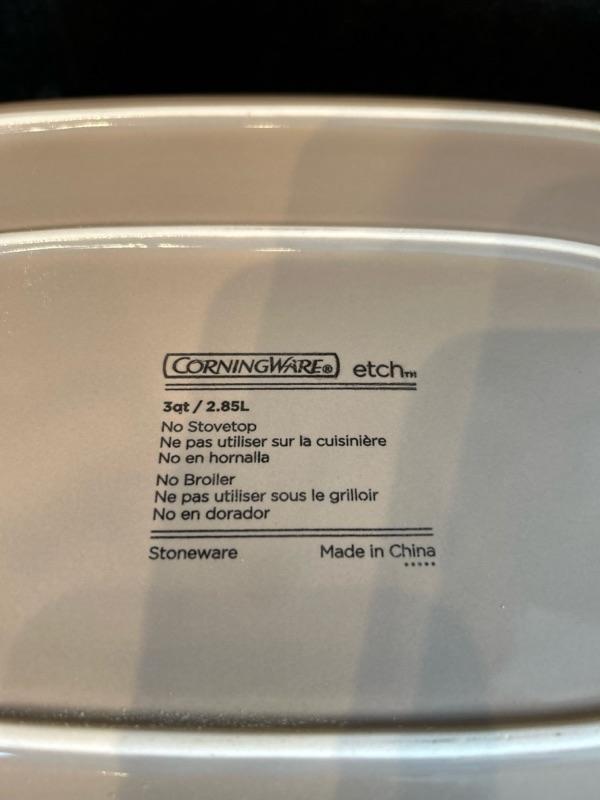 CORNINGWARE® etch™
3qt / 2.85L
No Stovetop
Ne pas utiliser sur la cuisinière
No en hornalla
No Broiler
Ne pas utiliser sous le grilloir
No en dorador
Stoneware Made in China